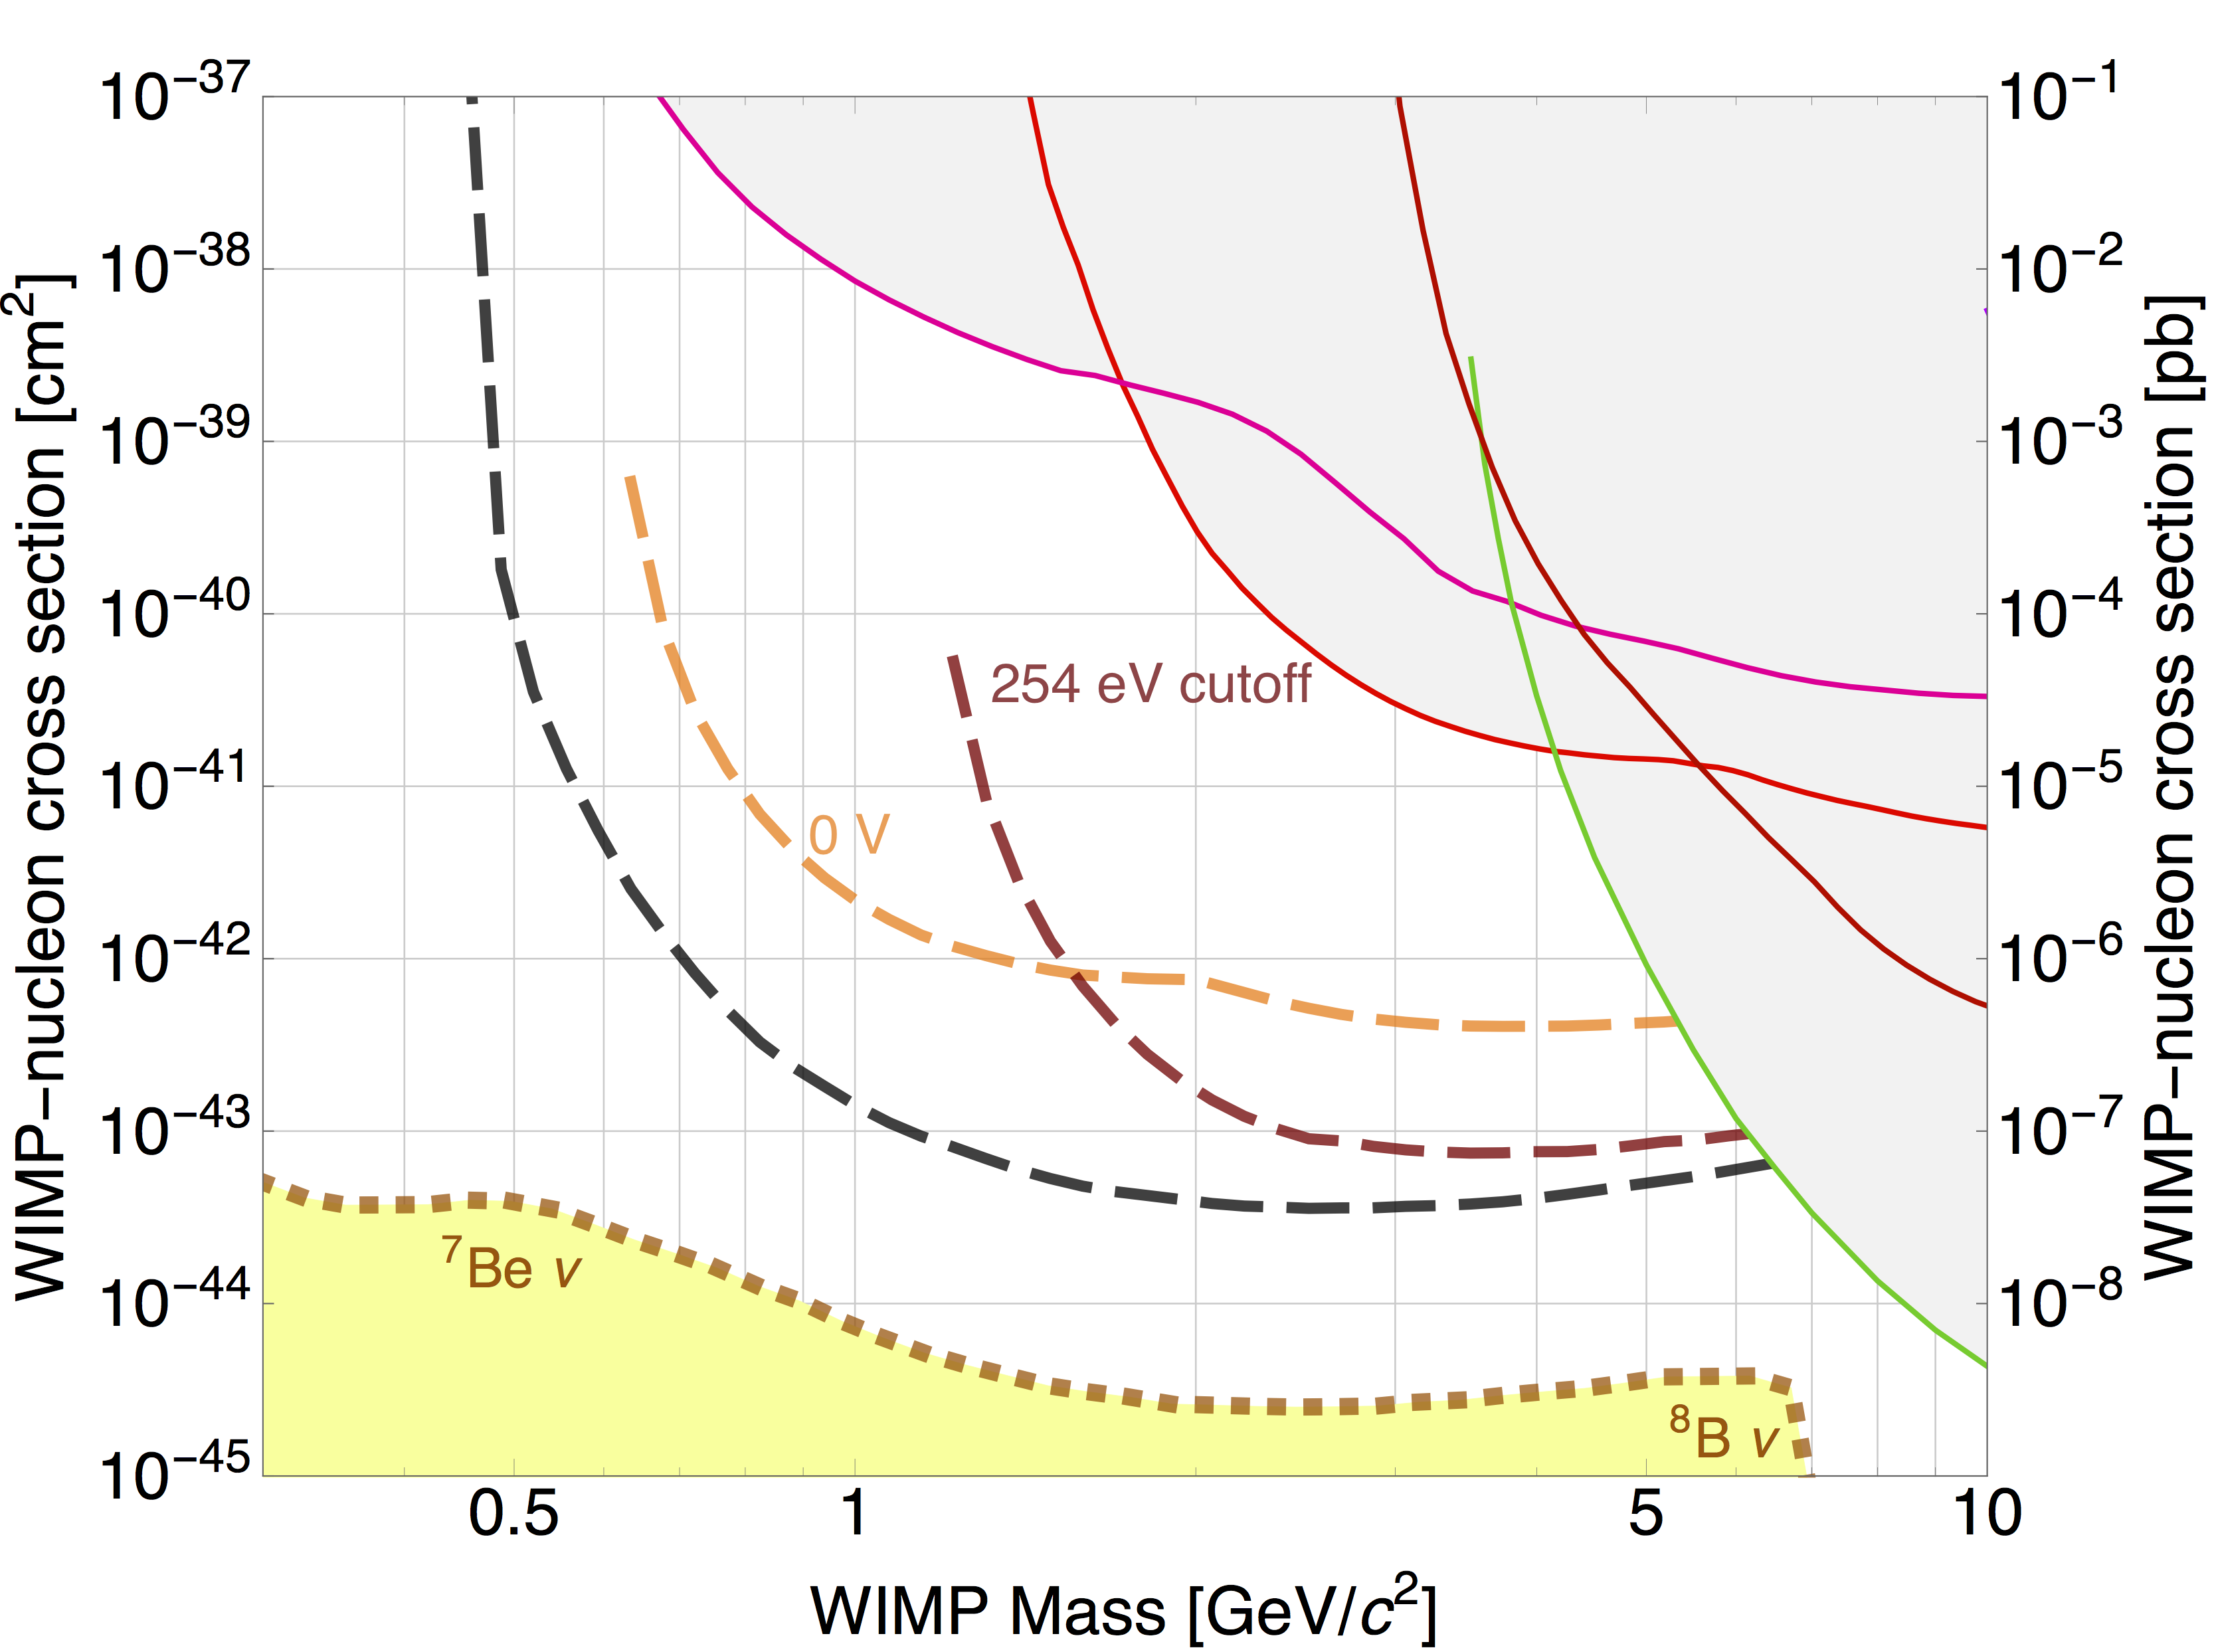 10⁻³⁷
10⁻³⁸
10⁻³⁹
10⁻⁴⁰
10⁻⁴¹
10⁻⁴²
10⁻⁴³
10⁻⁴⁴
10⁻⁴⁵
WIMP−nucleon cross section [cm²]
254 eV cutoff
0 V
⁷Be ν
⁸B ν
10⁻¹
10⁻²
10⁻³
10⁻⁴
10⁻⁵
10⁻⁶
10⁻⁷
10⁻⁸
WIMP−nucleon cross section [pb]
0.5 1 5 10
WIMP Mass [GeV/c²]